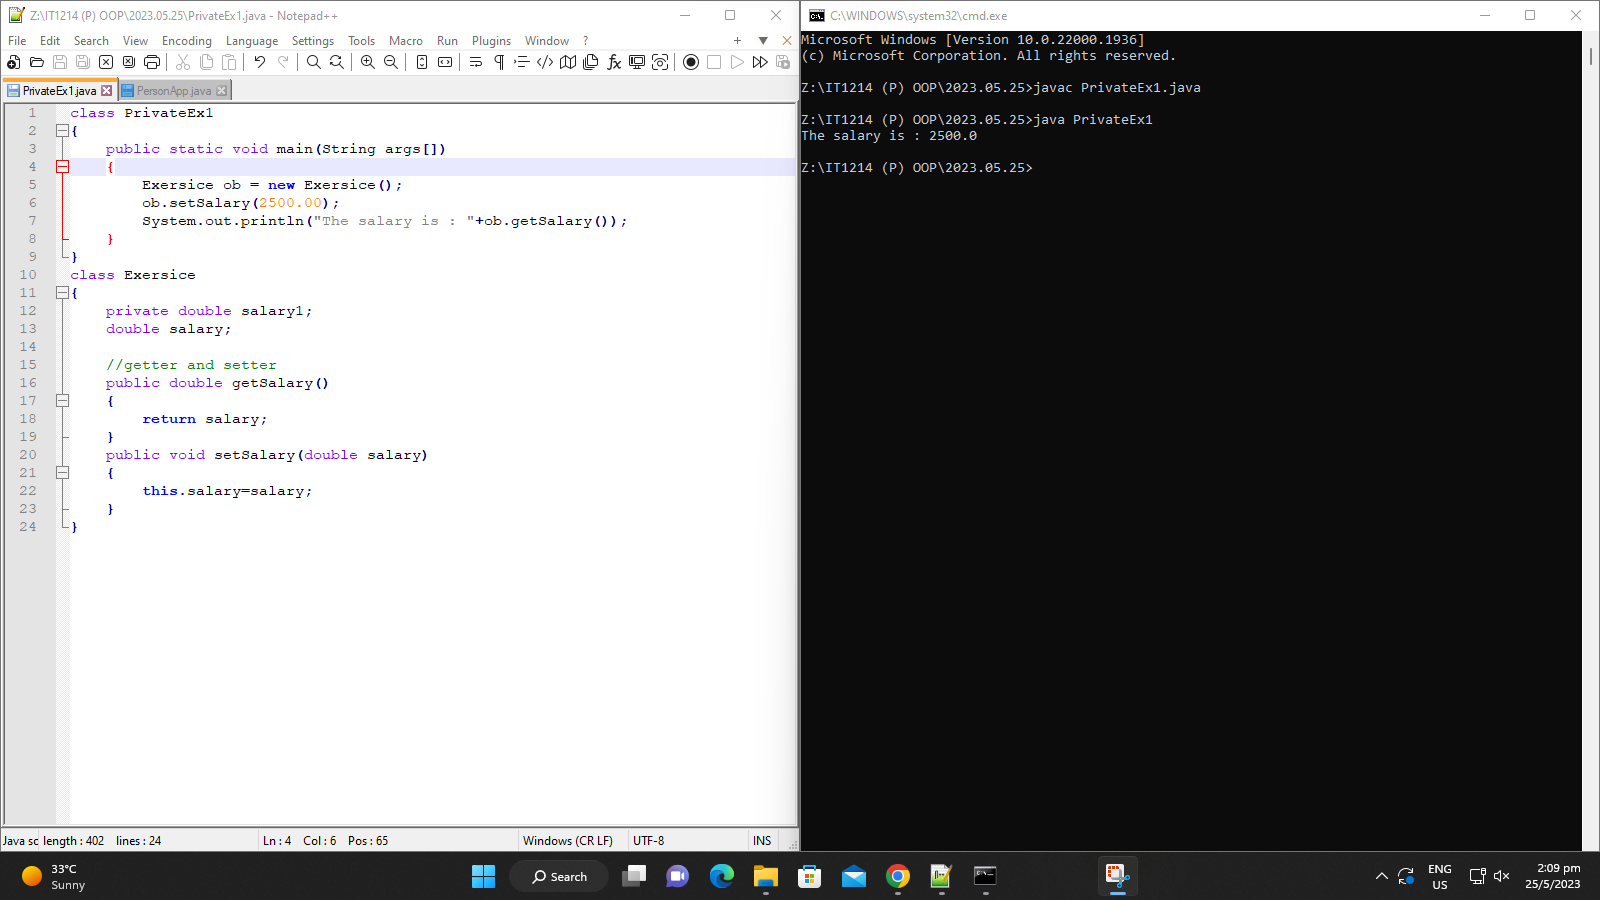 Z:\IT1214 (P) OOP\2023.05.25\PrivateEx1.java - Notepad++
File Edit Search View Encoding Language Settings Tools Macro Run Plugins Window ?
PrivateEx1.java PersonApp.java
1 class PrivateEx1
2 {
3 public static void main(String args[])
4 {
5 Exersice ob = new Exersice();
6 ob.setSalary(2500.00);
7 System.out.println("The salary is : "+ob.getSalary());
8 }
9 }
10 class Exersice
11 {
12 private double salary1;
13 double salary;
14
15 //getter and setter
16 public double getSalary()
17 {
18 return salary;
19 }
20 public void setSalary(double salary)
21 {
22 this.salary=salary;
23 }
24 }
Java sc length : 402 lines : 24 Ln : 4 Col : 6 Pos : 65 Windows (CR LF) UTF-8 INS
C:\WINDOWS\system32\cmd.exe
Microsoft Windows [Version 10.0.22000.1936]
(c) Microsoft Corporation. All rights reserved.
Z:\IT1214 (P) OOP\2023.05.25>javac PrivateEx1.java
Z:\IT1214 (P) OOP\2023.05.25>java PrivateEx1
The salary is : 2500.0
Z:\IT1214 (P) OOP\2023.05.25>
33°C
Sunny
Search
ENG
US
2:09 pm
25/5/2023